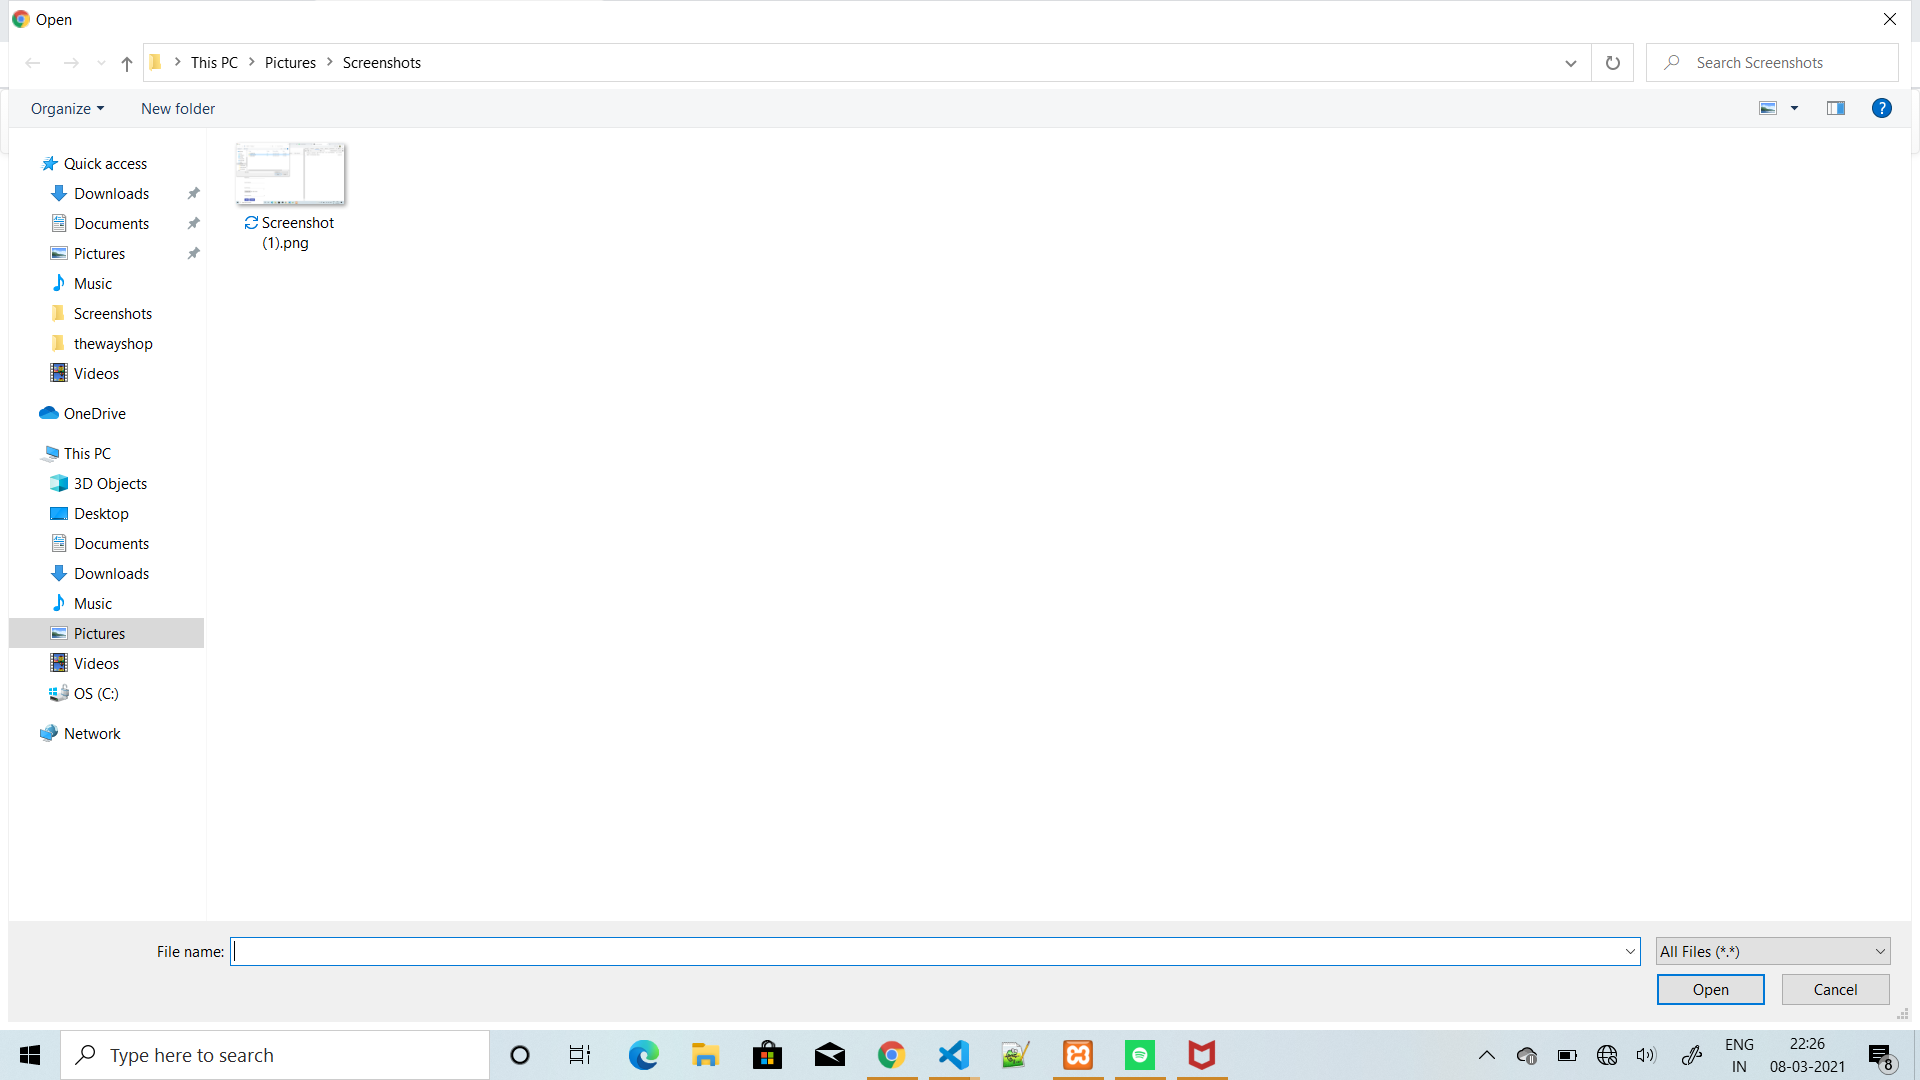 Open
This PC > Pictures > Screenshots
Search Screenshots
Organize
New folder
?
Quick access
Downloads
Documents
Pictures
Music
Screenshots
thewayshop
Videos
OneDrive
This PC
3D Objects
Desktop
Documents
Downloads
Music
Pictures
Videos
OS (C:)
Network
Screenshot
(1).png
File name:
All Files (*.*)
Open
Cancel
Type here to search
ENG
IN
22:26
08-03-2021
8